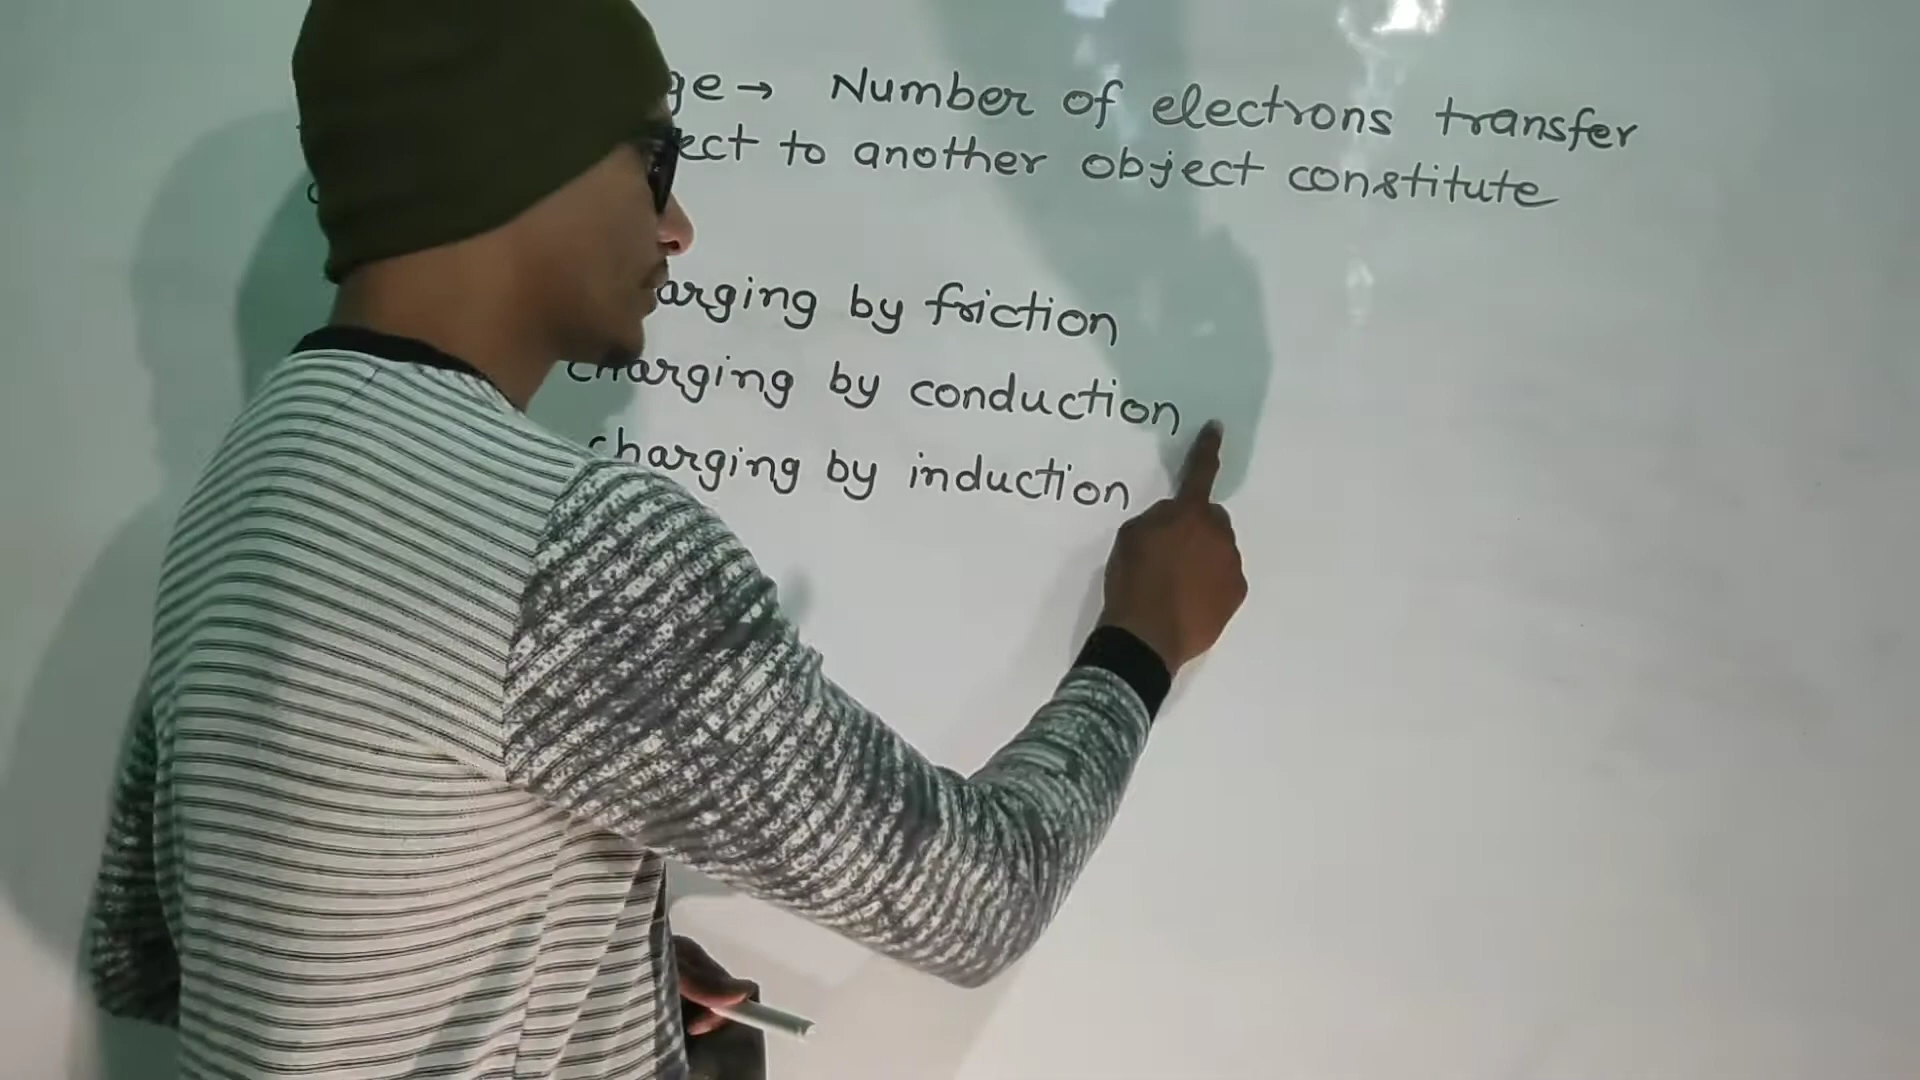 ge → Number of electrons transfer
ect to another object constitute
arging by friction
charging by conduction
charging by induction